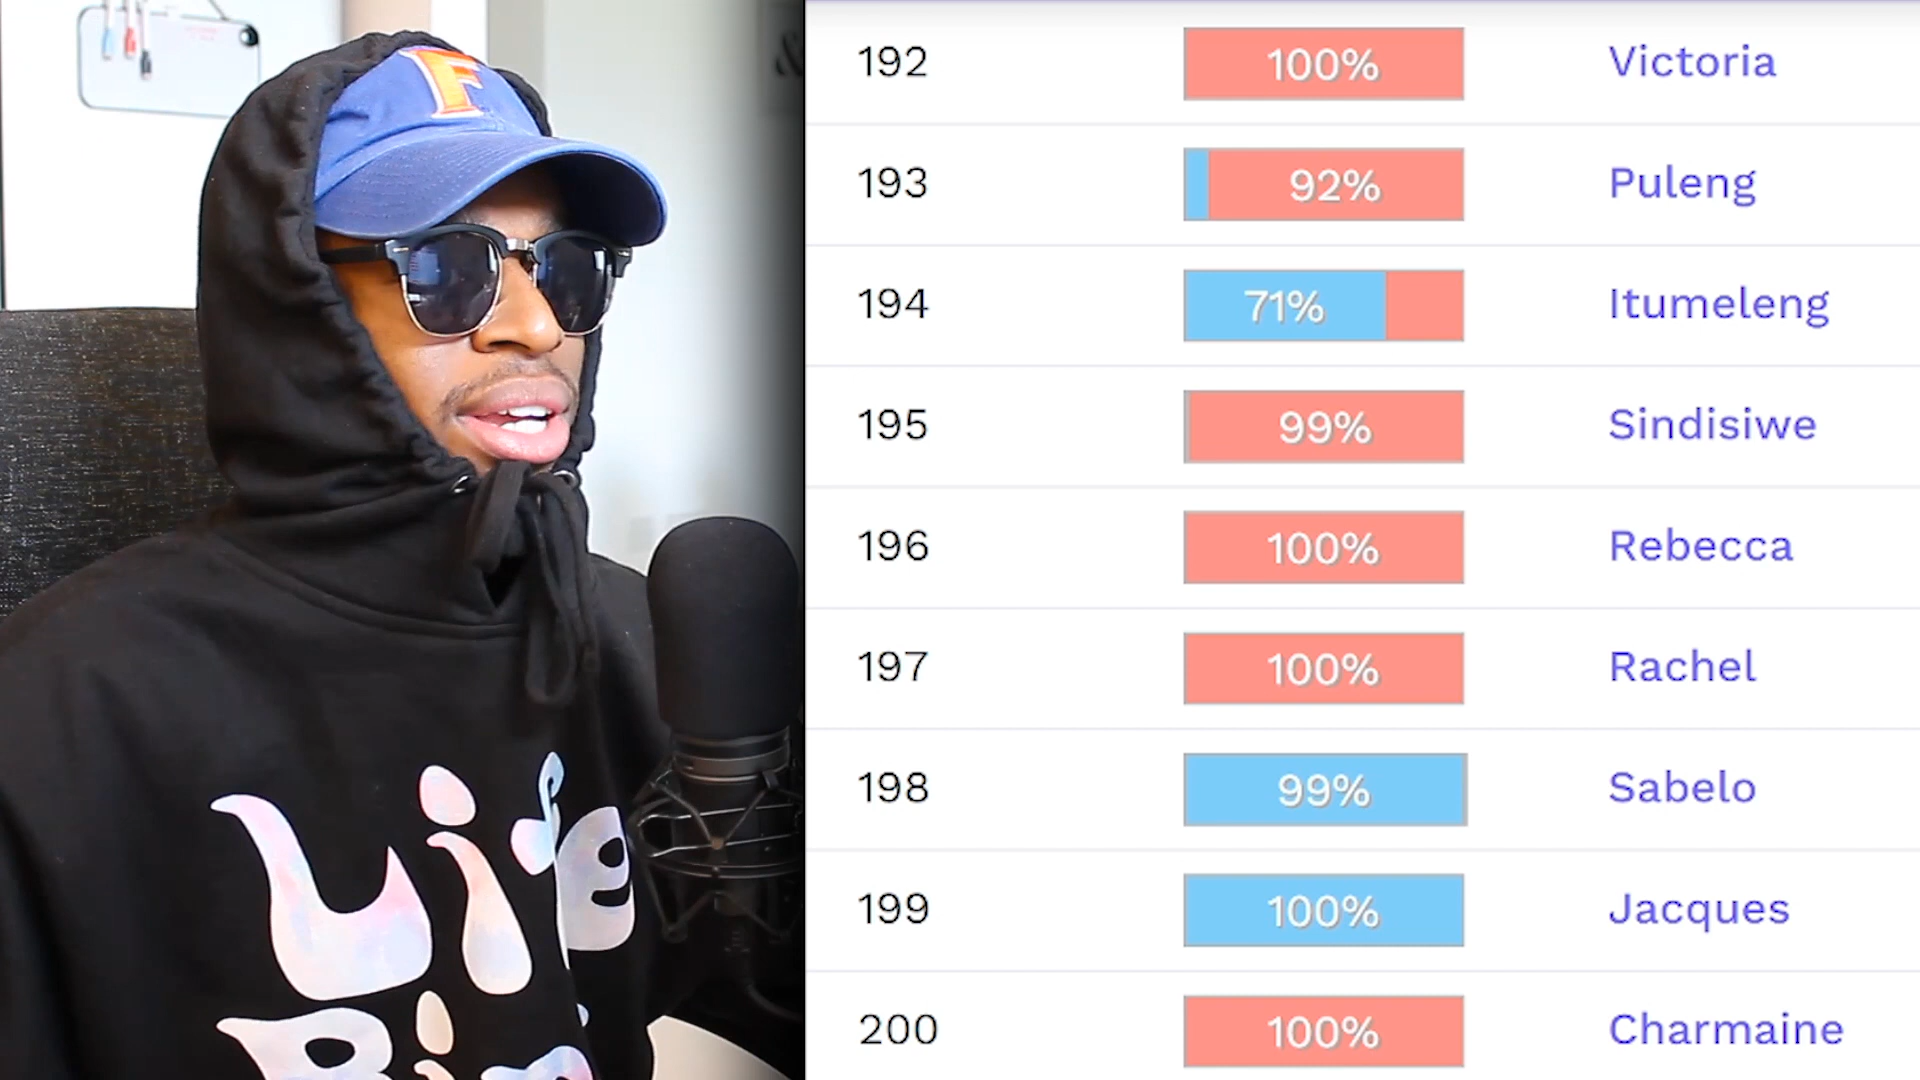 F
Life
192 100% Victoria
193 92% Puleng
194 71% Itumeleng
195 99% Sindisiwe
196 100% Rebecca
197 100% Rachel
198 99% Sabelo
199 100% Jacques
200 100% Charmaine